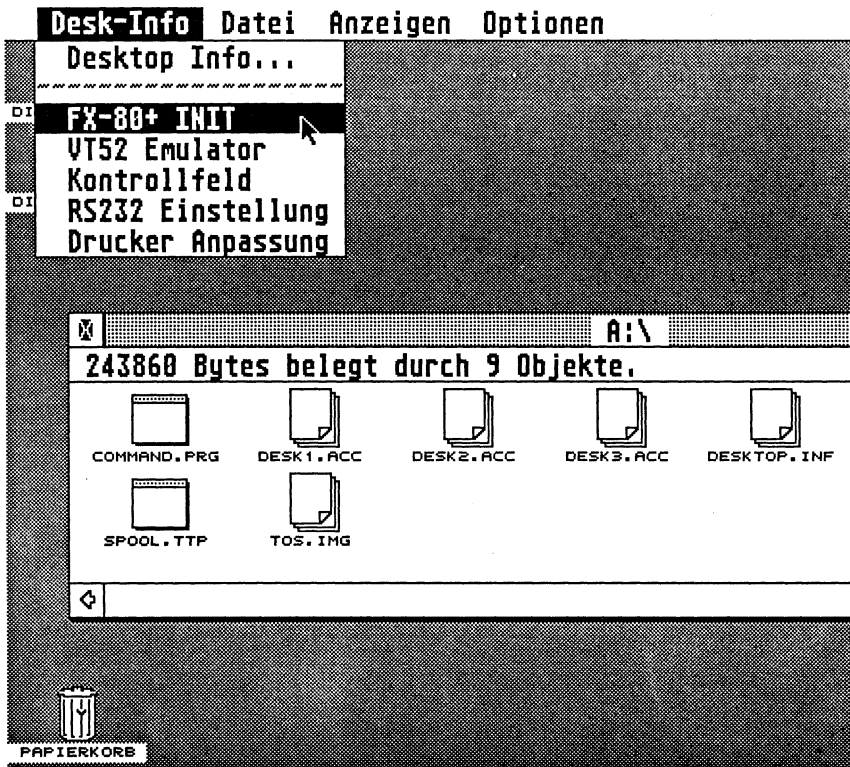 Desk-Info Datei Anzeigen Optionen
Desktop Info...
FX-80+ INIT
VT52 Emulator
Kontrollfeld
RS232 Einstellung
Drucker Anpassung
DI
DI
A:\
243860 Bytes belegt durch 9 Objekte.
COMMAND.PRG DESK1.ACC DESK2.ACC DESK3.ACC DESKTOP.INF
SPOOL.TTP TOS.IMG
PAPIERKORB